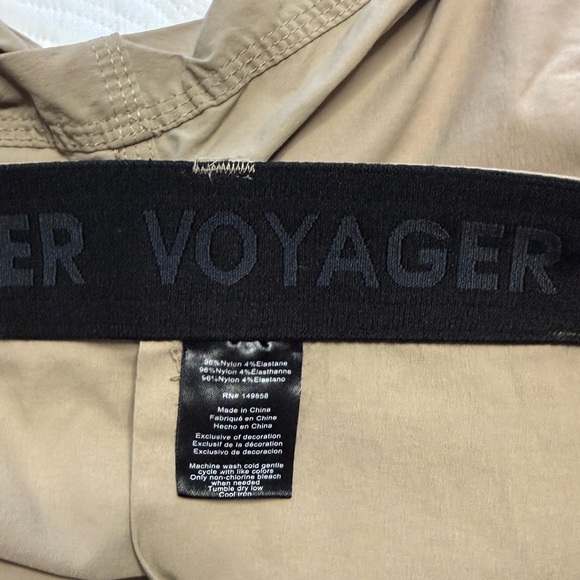 ER VOYAGER
96%Nylon 4%Elastane
96%Nylon 4%Elasthanne
96%Nylon 4%Elastano
RN# 149858
Made in China
Fabriqué en Chine
Hecho en China
Exclusive of decoration
Exclusif de la décoration
Exclusivo de decoracion
Machine wash cold gentle
cycle with like colors
Only non-chlorine bleach
when needed
Tumble dry low
Cool iron